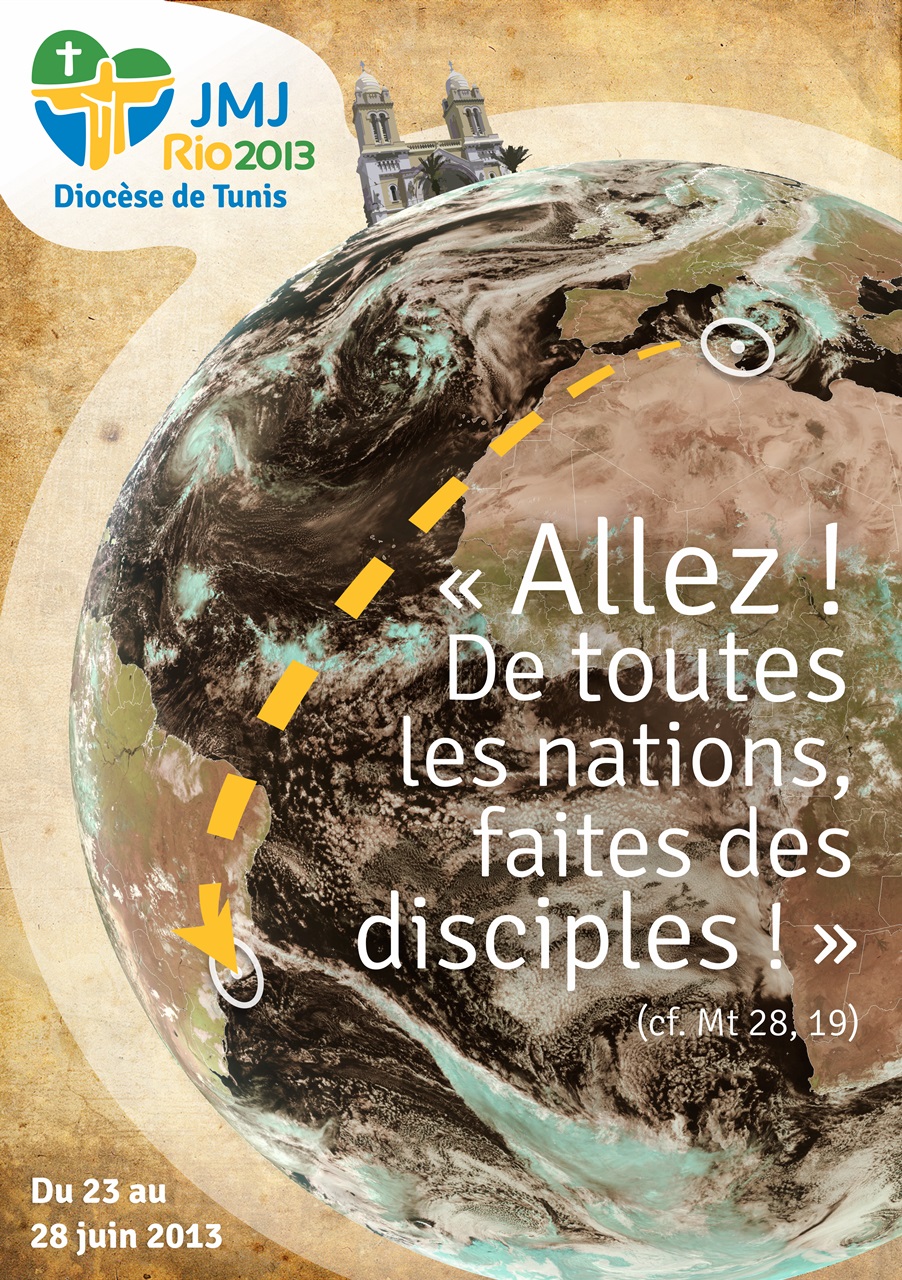 JMJ
Rio2013
Diocèse de Tunis
« Allez !
De toutes
les nations,
faites des
disciples ! »
(cf. Mt 28, 19)
Du 23 au
28 juin 2013